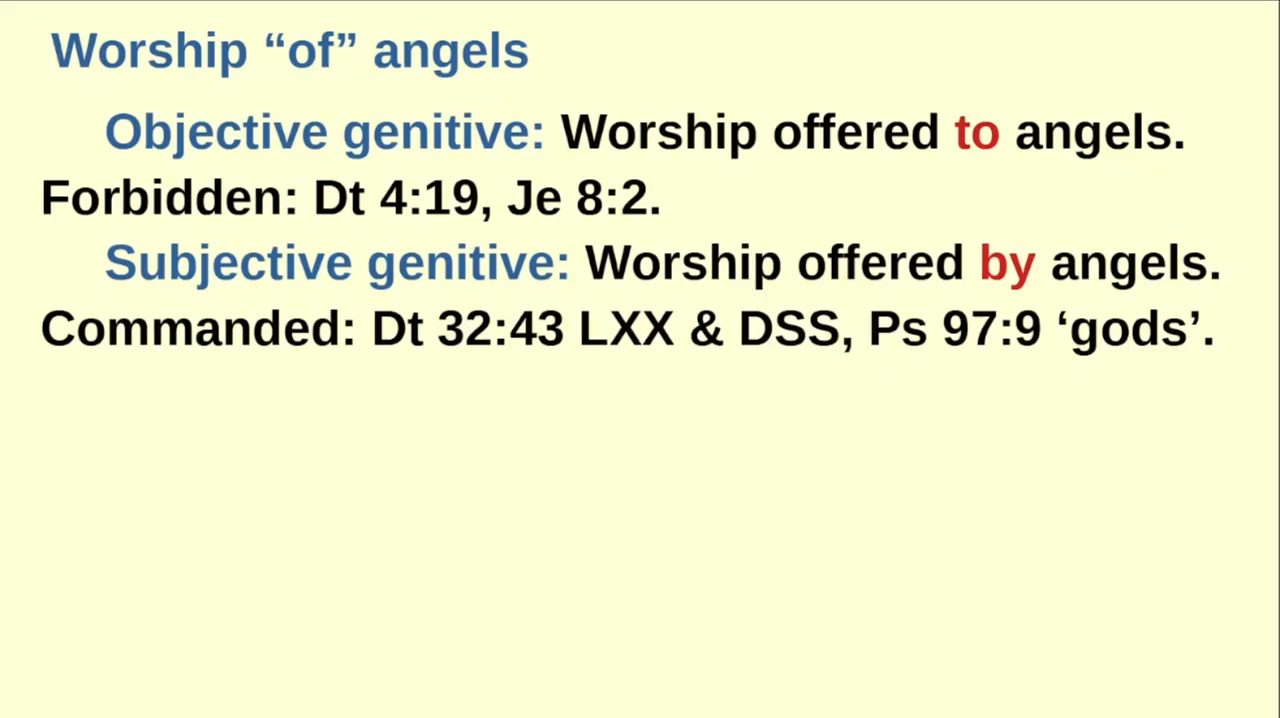 Worship “of” angels
Objective genitive: Worship offered to angels.
Forbidden: Dt 4:19, Je 8:2.
Subjective genitive: Worship offered by angels.
Commanded: Dt 32:43 LXX & DSS, Ps 97:9 ‘gods’.